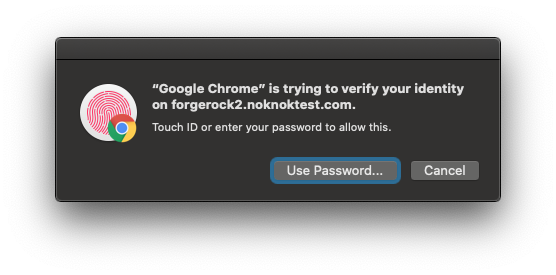 “Google Chrome” is trying to verify your identity
on forgerock2.noknoktest.com.
Touch ID or enter your password to allow this.
Use Password... Cancel